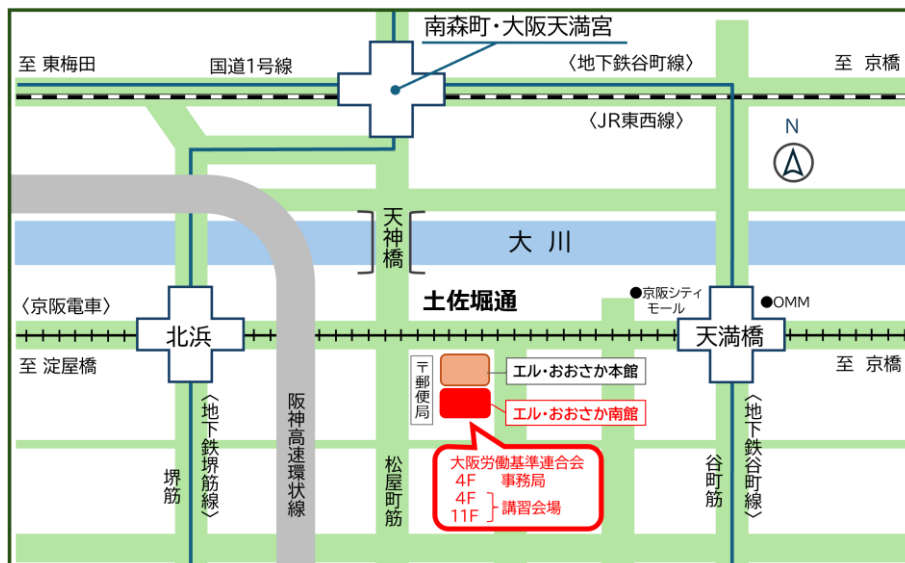 南森町・大阪天満宮
至 東梅田
国道1号線
〈地下鉄谷町線〉
至 京橋
〈JR東西線〉
N
天神橋
大 川
〈京阪電車〉
土佐堀通
●京阪シティ
モール
●OMM
北浜
天満橋
至 淀屋橋
至 京橋
〒郵便局
エル・おおさか本館
エル・おおさか南館
大阪労働基準連合会
4F 事務局
4F
11F
講習会場
堺筋
〈地下鉄堺筋線〉
阪神高速環状線
松屋町筋
谷町筋
〈地下鉄谷町線〉